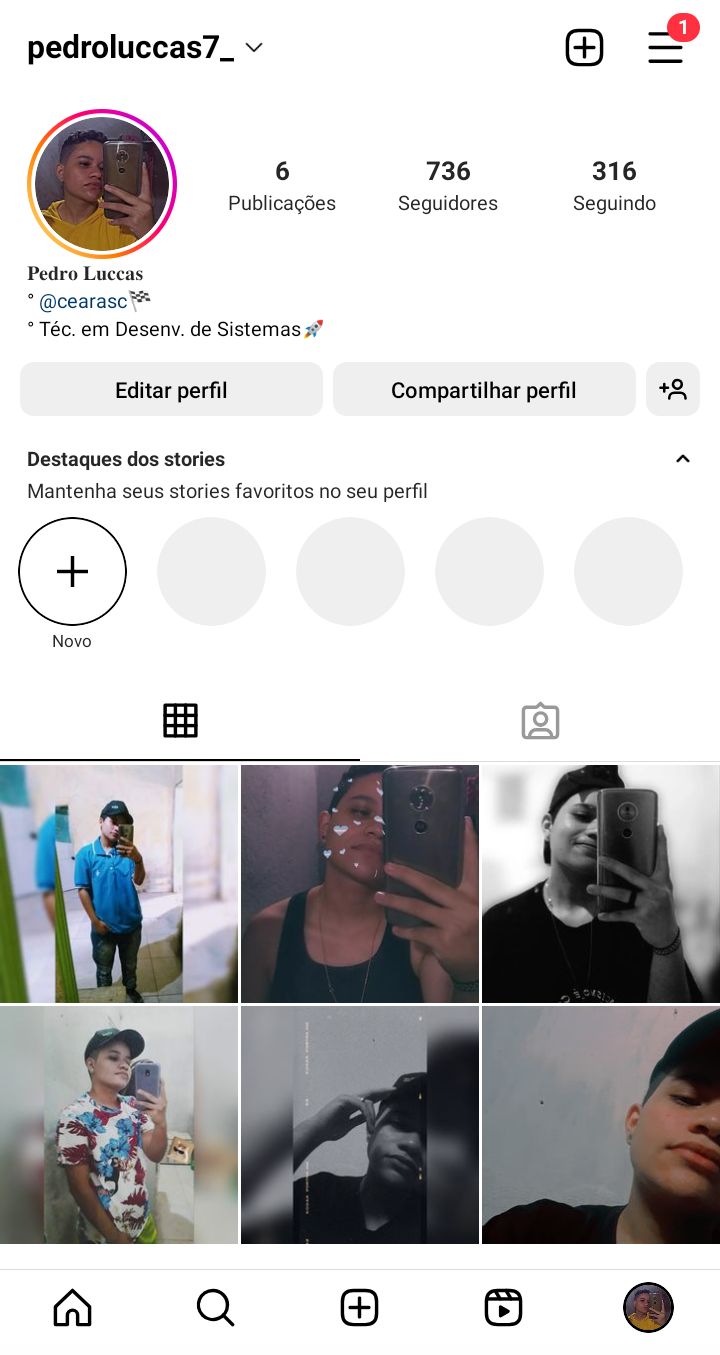 pedroluccas7_
1
6
736
316
Publicações
Seguidores
Seguindo
Pedro Luccas
° @cearasc🏁
° Téc. em Desenv. de Sistemas🚀
Editar perfil
Compartilhar perfil
Destaques dos stories
Mantenha seus stories favoritos no seu perfil
Novo